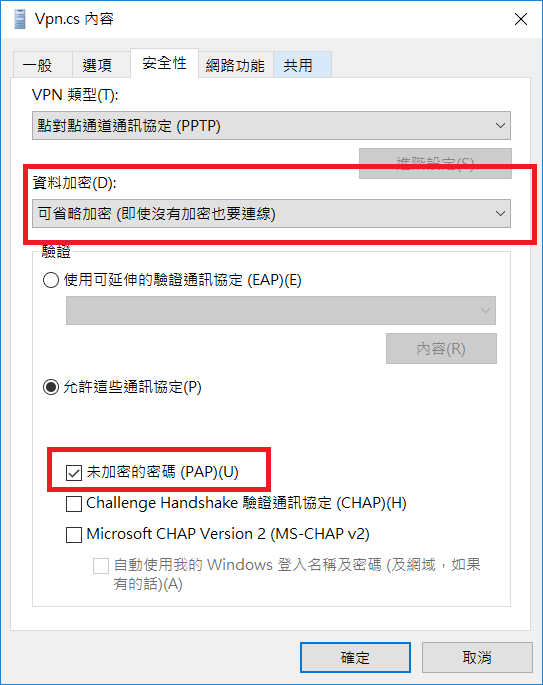 Vpn.cs 內容
一般 選項 安全性 網路功能 共用
VPN 類型(T):
點對點通道通訊協定 (PPTP)
進階設定(S)
資料加密(D):
可省略加密 (即使沒有加密也要連線)
驗證
使用可延伸的驗證通訊協定 (EAP)(E)
內容(R)
允許這些通訊協定(P)
未加密的密碼 (PAP)(U)
Challenge Handshake 驗證通訊協定 (CHAP)(H)
Microsoft CHAP Version 2 (MS-CHAP v2)
自動使用我的 Windows 登入名稱及密碼 (及網域，如果
有的話)(A)
確定 取消